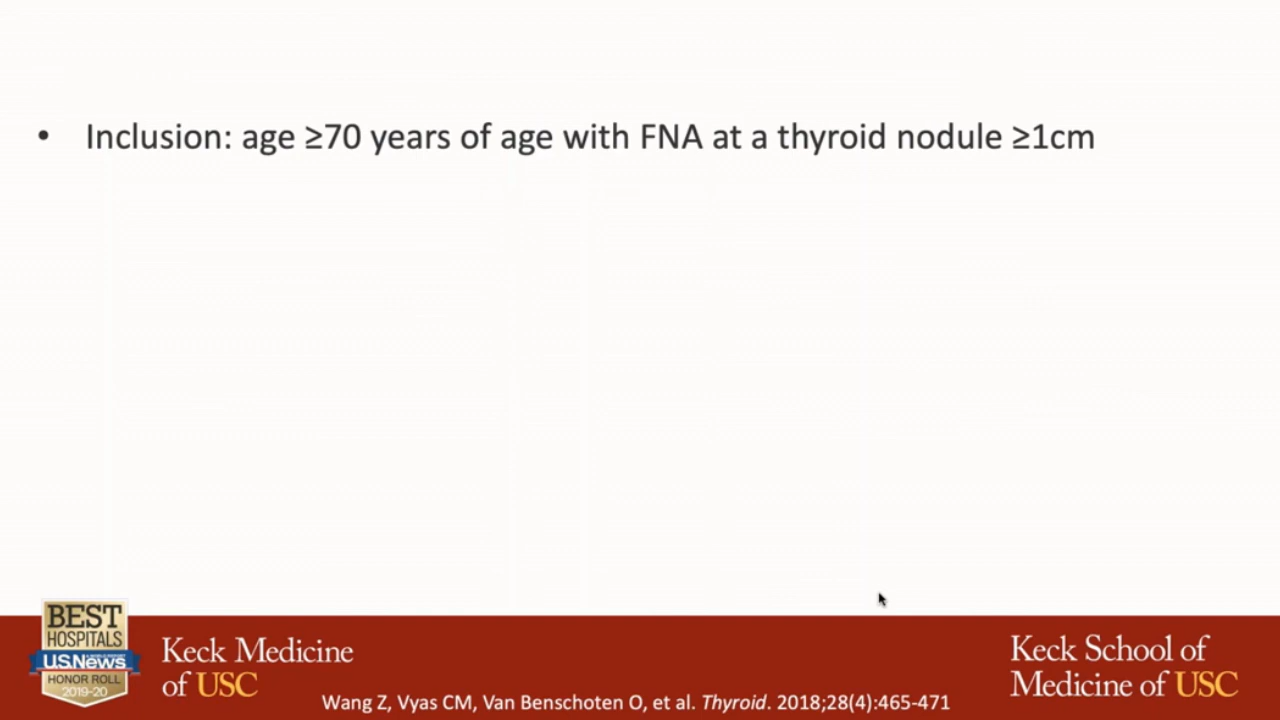 • Inclusion: age ≥70 years of age with FNA at a thyroid nodule ≥1cm
BEST
HOSPITALS
U.S.News
HONOR ROLL
2019-20
Keck Medicine
of USC
Wang Z, Vyas CM, Van Benschoten O, et al. Thyroid. 2018;28(4):465-471
Keck School of
Medicine of USC